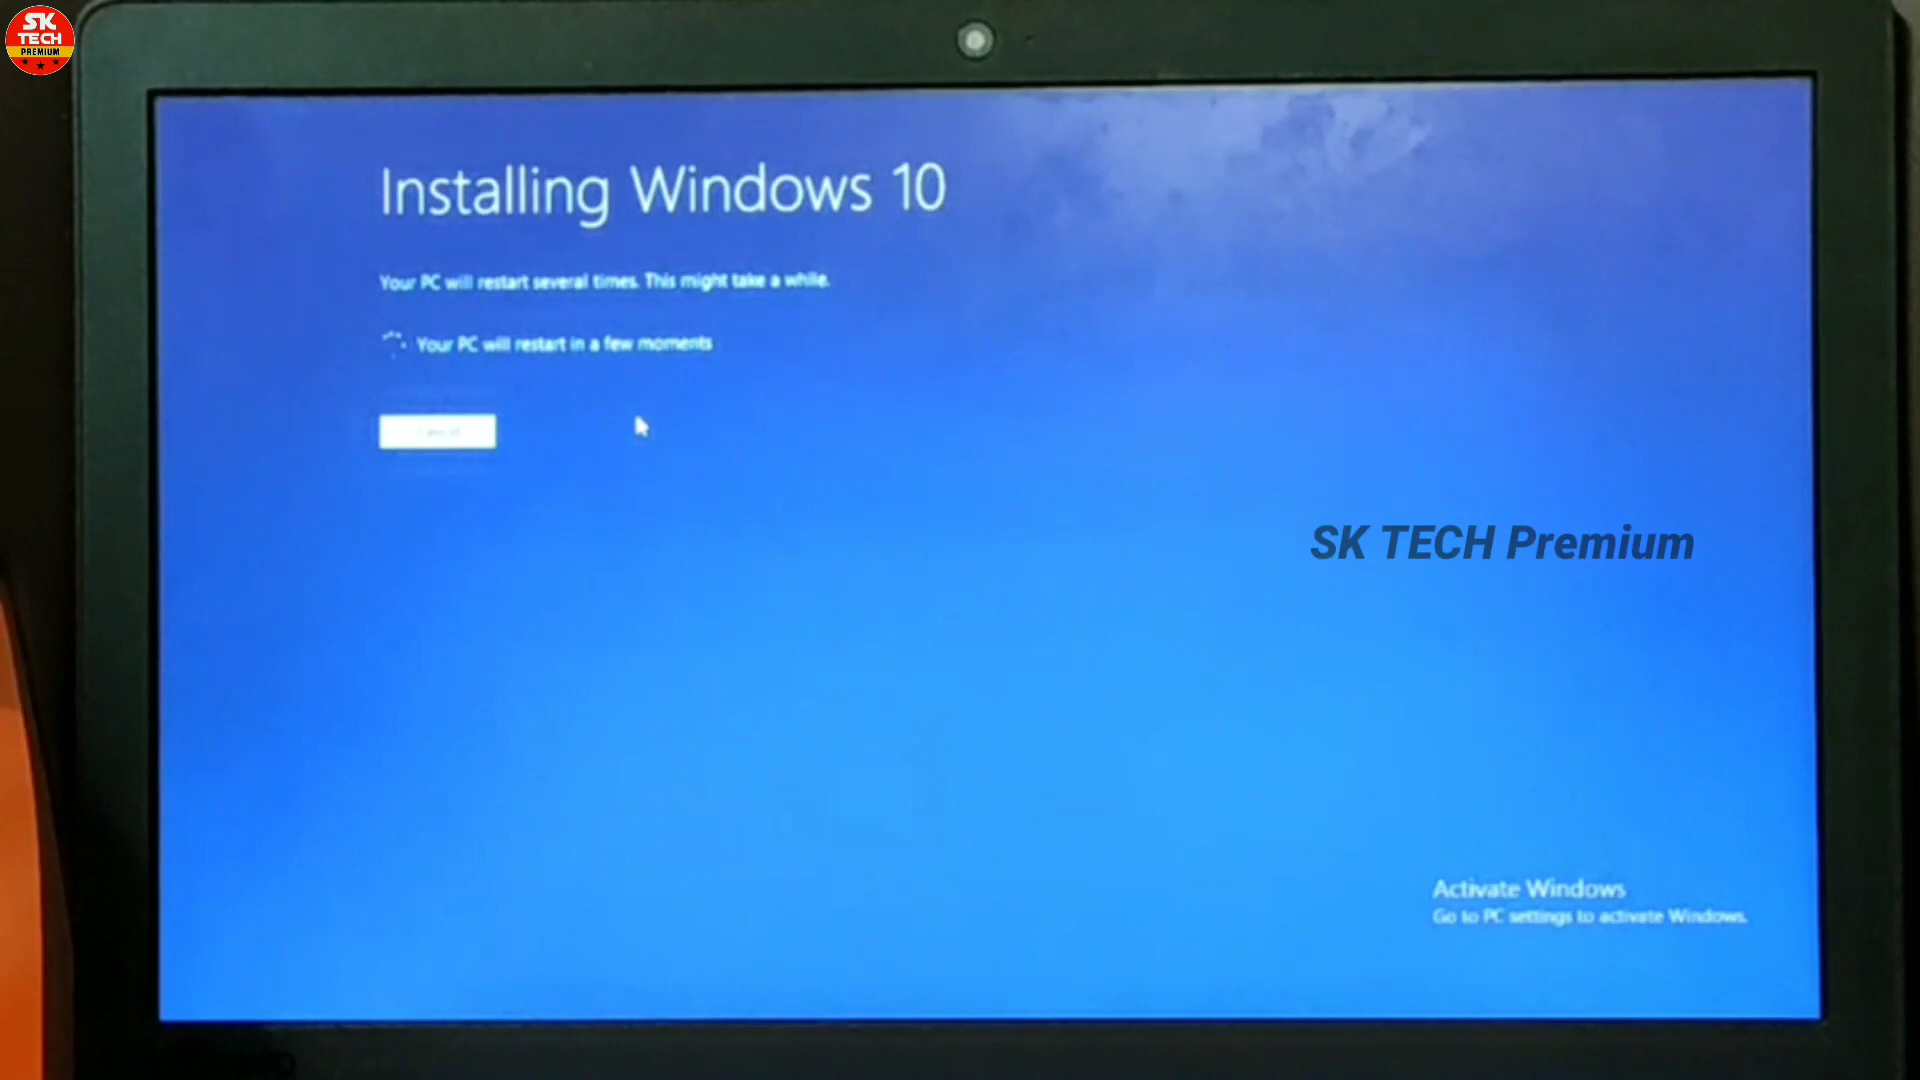 SK
TECH
PREMIUM
Installing Windows 10
Your PC will restart several times. This might take a while.
Your PC will restart in a few moments
SK TECH Premium
Activate Windows
Go to PC settings to activate Windows.